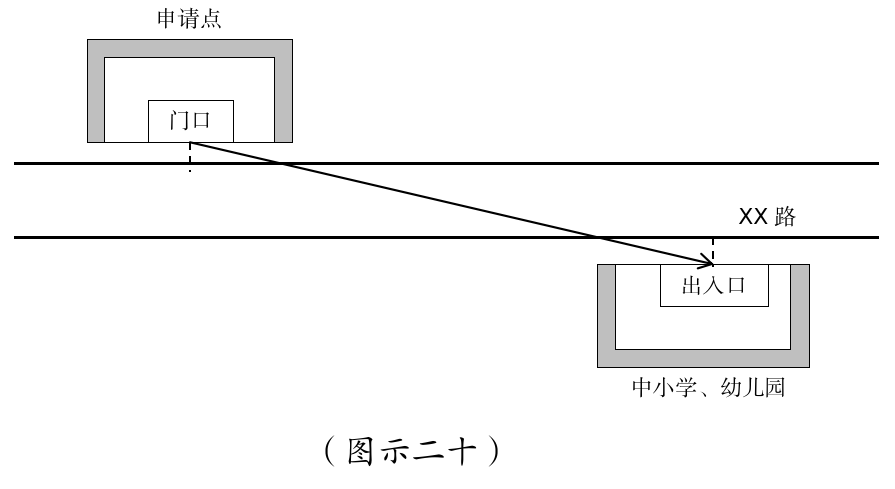 申请点
门口
XX 路
出入口
中小学、幼儿园
（图示二十）